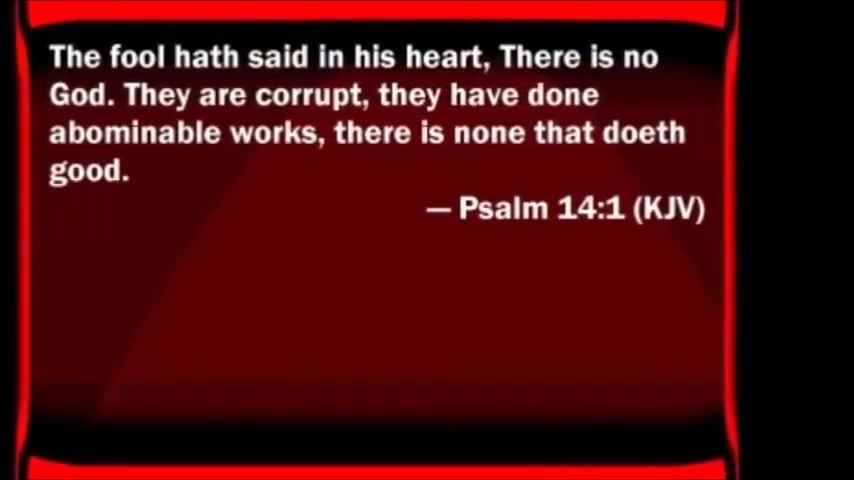 The fool hath said in his heart, There is no
God. They are corrupt, they have done
abominable works, there is none that doeth
good.
— Psalm 14:1 (KJV)